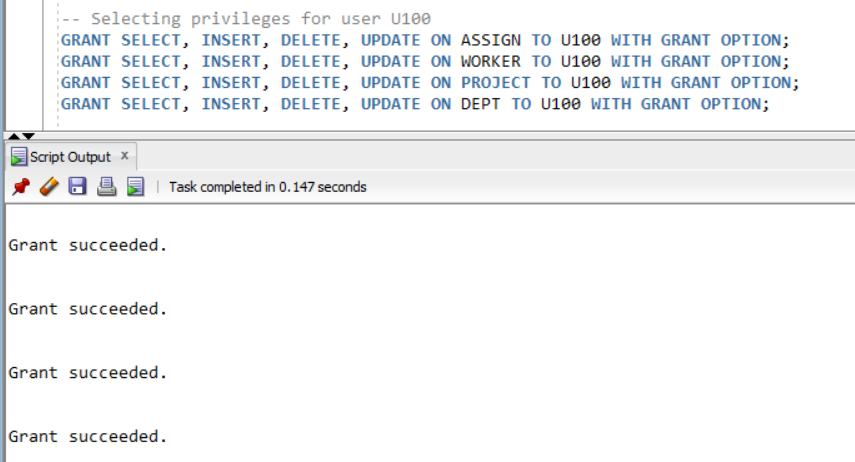 -- Selecting privileges for user U100
GRANT SELECT, INSERT, DELETE, UPDATE ON ASSIGN TO U100 WITH GRANT OPTION;
GRANT SELECT, INSERT, DELETE, UPDATE ON WORKER TO U100 WITH GRANT OPTION;
GRANT SELECT, INSERT, DELETE, UPDATE ON PROJECT TO U100 WITH GRANT OPTION;
GRANT SELECT, INSERT, DELETE, UPDATE ON DEPT TO U100 WITH GRANT OPTION;
Script Output x
Task completed in 0.147 seconds
Grant succeeded.
Grant succeeded.
Grant succeeded.
Grant succeeded.